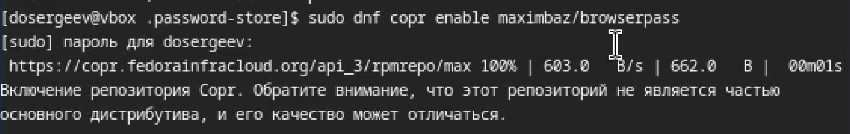 [dosergeev@vbox .password-store]$ sudo dnf copr enable maximbaz/browserpass
[sudo] пароль для dosergeev:
https://copr.fedorainfracloud.org/api_3/rpmrepo/max 100% | 603.0   B/s | 662.0   B |  00m01s
Включение репозитория Copr. Обратите внимание, что этот репозиторий не является частью
основного дистрибутива, и его качество может отличаться.